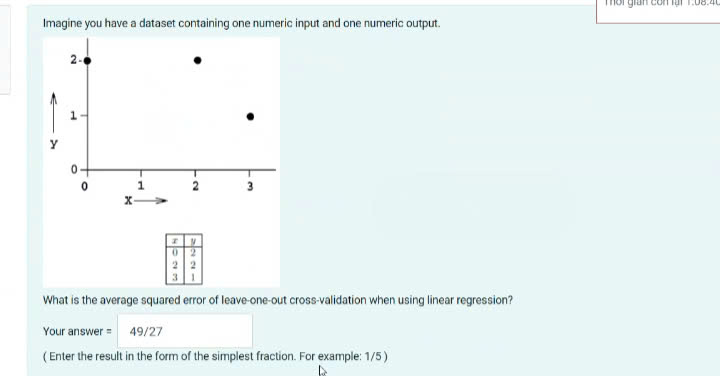 Thời gian còn lại 1:08:40
Imagine you have a dataset containing one numeric input and one numeric output.
2
1
y
0
0 1 2 3
X
x y
0 2
2 2
3 1
What is the average squared error of leave-one-out cross-validation when using linear regression?
Your answer = 49/27
( Enter the result in the form of the simplest fraction. For example: 1/5 )